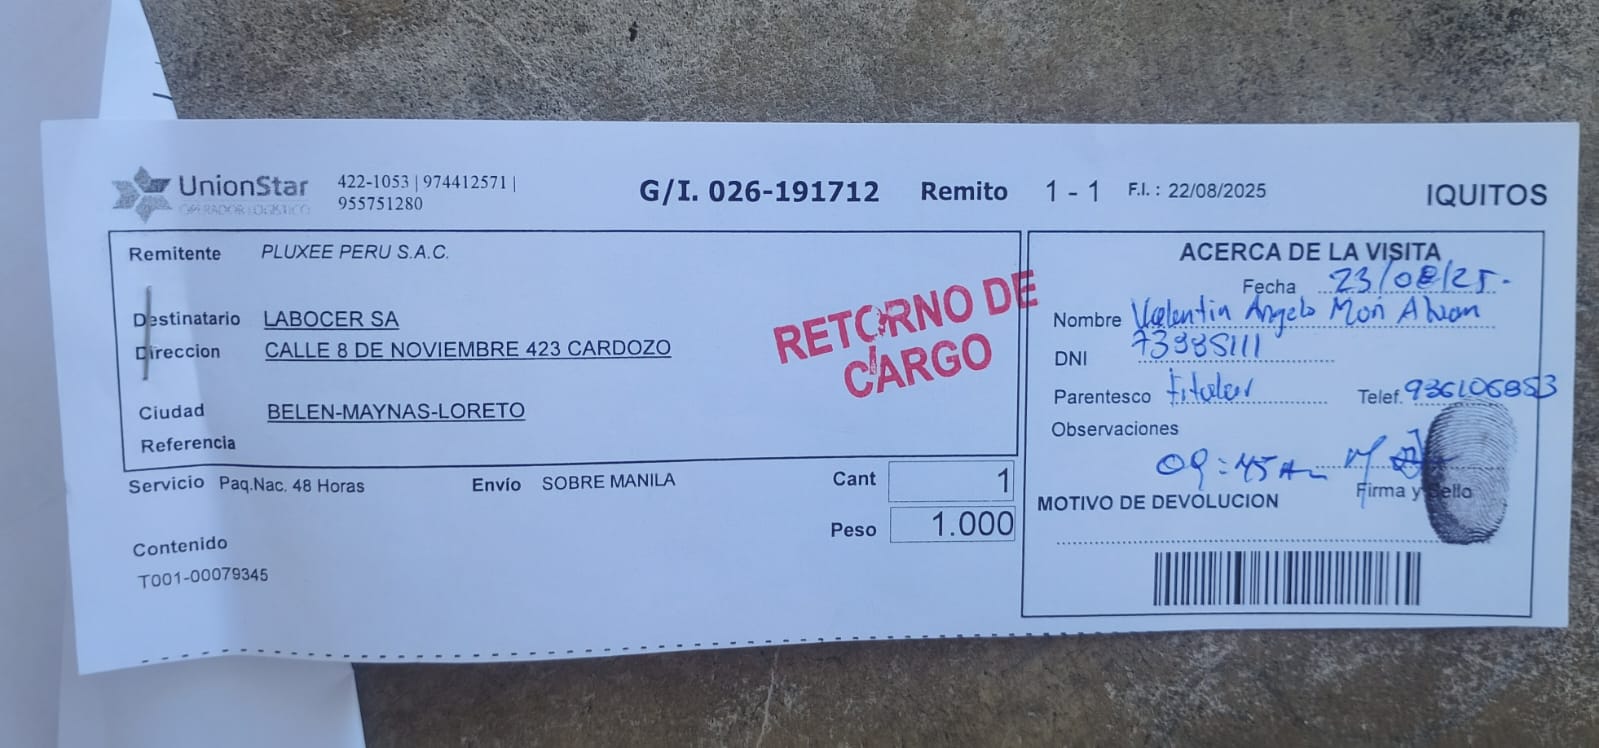 UnionStar
OPERADOR LOGISTICO
422-1053 | 974412571 |
955751280
G/I. 026-191712 Remito 1 - 1 F.I. : 22/08/2025 IQUITOS
Remitente PLUXEE PERU S.A.C.
Destinatario LABOCER SA
Direccion CALLE 8 DE NOVIEMBRE 423 CARDOZO
Ciudad BELEN-MAYNAS-LORETO
Referencia
RETORNO DE
CARGO
Servicio Paq.Nac. 48 Horas Envío SOBRE MANILA Cant 1
Peso 1.000
Contenido
T001-00079345
ACERCA DE LA VISITA
Fecha 23/08/25.
Nombre Valentin Angelo Mori Alvan
DNI 73985111
Parentesco titular Telef. 936106853
Observaciones
09:45 Am
Firma y Sello
MOTIVO DE DEVOLUCION